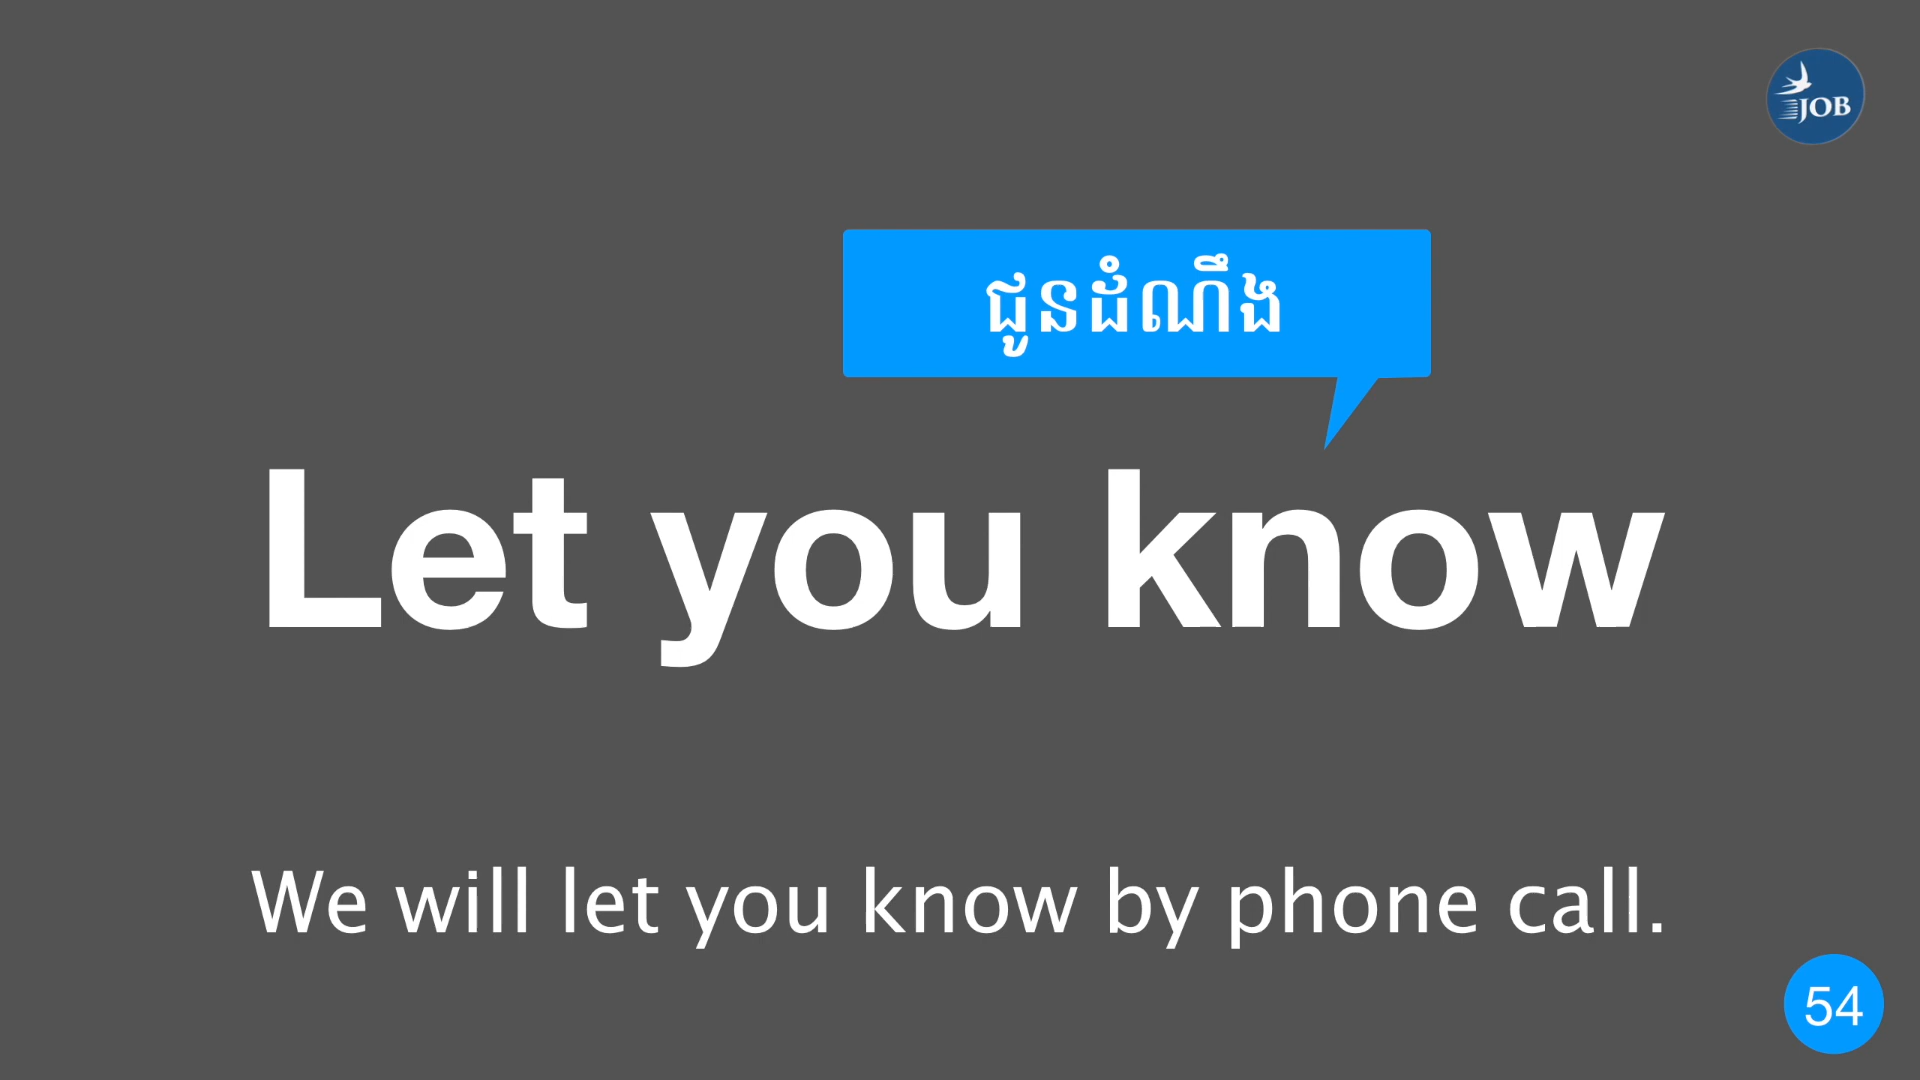 JOB
ជូនដំណឹង
Let you know
We will let you know by phone call.
54